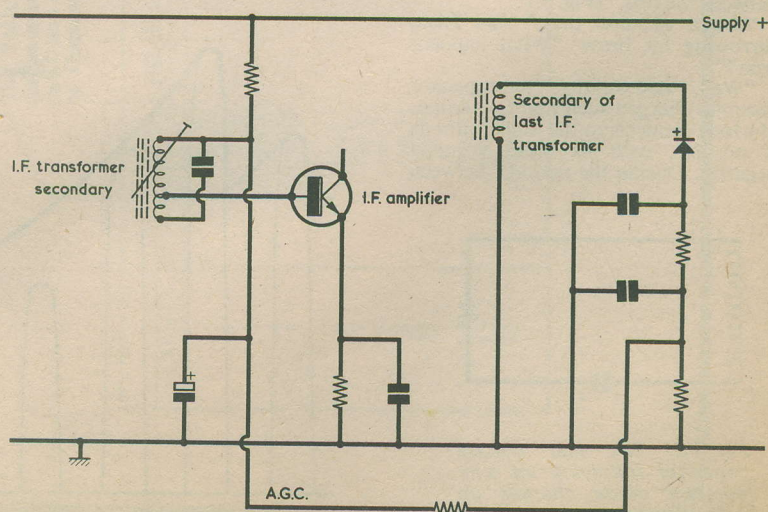 Supply +
Secondary of
last I.F.
transformer
+
I.F. transformer
secondary
I.F. amplifier
+
A.G.C.